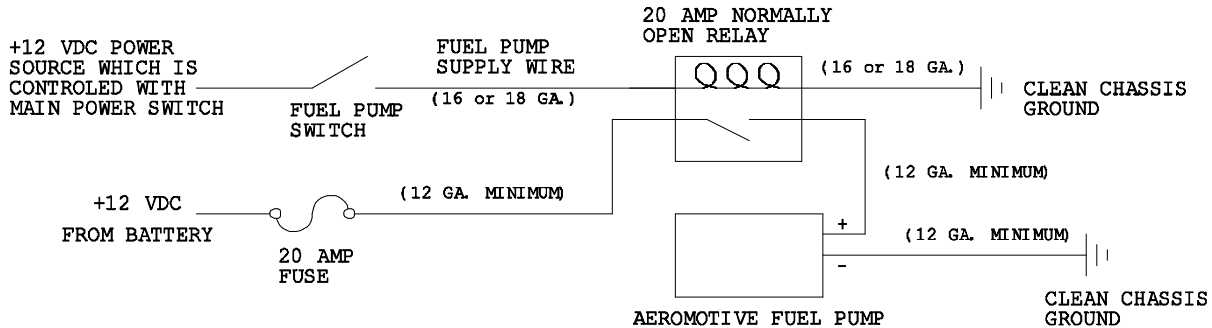 20 AMP NORMALLY
OPEN RELAY
+12 VDC POWER
SOURCE WHICH IS
CONTROLED WITH
MAIN POWER SWITCH
FUEL PUMP
SWITCH
FUEL PUMP
SUPPLY WIRE
(16 or 18 GA.)
(16 or 18 GA.)
CLEAN CHASSIS
GROUND
+12 VDC
FROM BATTERY
20 AMP
FUSE
(12 GA. MINIMUM)
(12 GA. MINIMUM)
+
-
(12 GA. MINIMUM)
CLEAN CHASSIS
GROUND
AEROMOTIVE FUEL PUMP